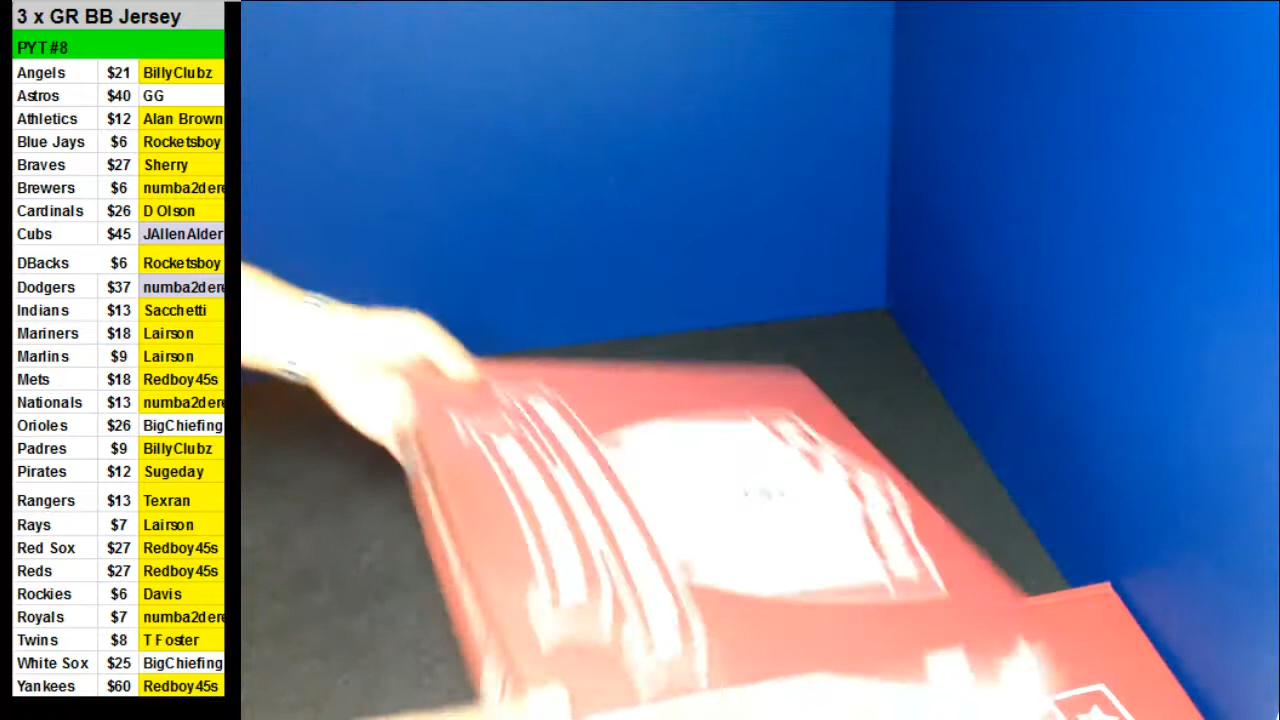 3 x GR BB Jersey
PYT #8
Angels $21 BillyClubz
Astros $40 GG
Athletics $12 Alan Brown
Blue Jays $6 Rocketsboy
Braves $27 Sherry
Brewers $6 numba2dere
Cardinals $26 D Olson
Cubs $45 JAllenAlder
DBacks $6 Rocketsboy
Dodgers $37 numba2dere
Indians $13 Sacchetti
Mariners $18 Lairson
Marlins $9 Lairson
Mets $18 Redboy45s
Nationals $13 numba2dere
Orioles $26 BigChiefing
Padres $9 BillyClubz
Pirates $12 Sugeday
Rangers $13 Texran
Rays $7 Lairson
Red Sox $27 Redboy45s
Reds $27 Redboy45s
Rockies $6 Davis
Royals $7 numba2dere
Twins $8 T Foster
White Sox $25 BigChiefing
Yankees $60 Redboy45s